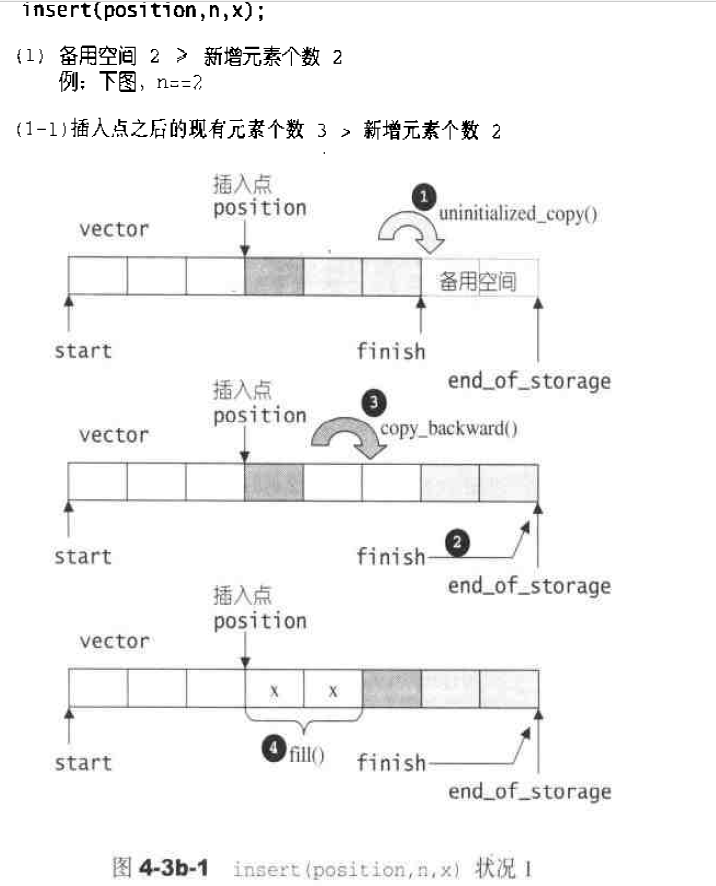 insert(position,n,x);
(1) 备用空间 2 ≥ 新增元素个数 2
例：下图，n==2
(1-1)插入点之后的现有元素个数 3 > 新增元素个数 2
插入点
position
1
uninitialized_copy()
vector
备用空间
start
finish
end_of_storage
插入点
position
3
copy_backward()
vector
start
finish
2
end_of_storage
插入点
position
vector
x x
4 fill()
start
finish
end_of_storage
图 4-3b-1 insert(position,n,x) 状况 1